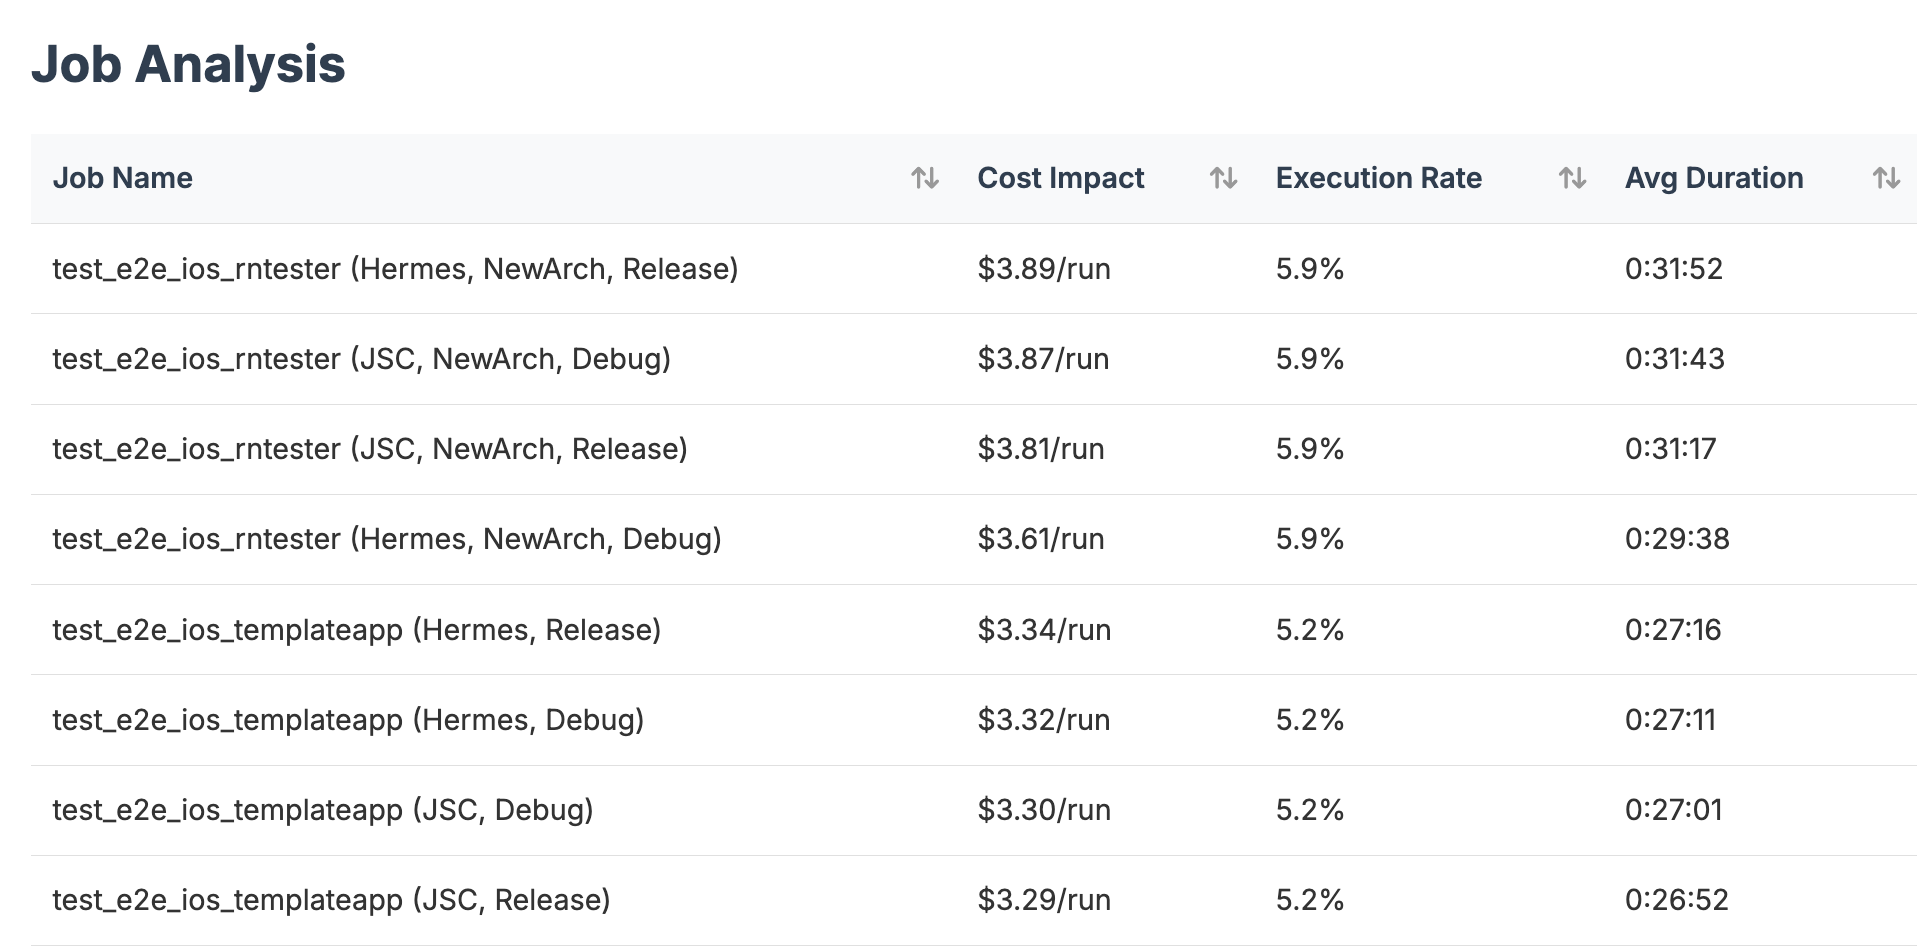 Job Analysis
Job Name Cost Impact Execution Rate Avg Duration
test_e2e_ios_rntester (Hermes, NewArch, Release) $3.89/run 5.9% 0:31:52
test_e2e_ios_rntester (JSC, NewArch, Debug) $3.87/run 5.9% 0:31:43
test_e2e_ios_rntester (JSC, NewArch, Release) $3.81/run 5.9% 0:31:17
test_e2e_ios_rntester (Hermes, NewArch, Debug) $3.61/run 5.9% 0:29:38
test_e2e_ios_templateapp (Hermes, Release) $3.34/run 5.2% 0:27:16
test_e2e_ios_templateapp (Hermes, Debug) $3.32/run 5.2% 0:27:11
test_e2e_ios_templateapp (JSC, Debug) $3.30/run 5.2% 0:27:01
test_e2e_ios_templateapp (JSC, Release) $3.29/run 5.2% 0:26:52